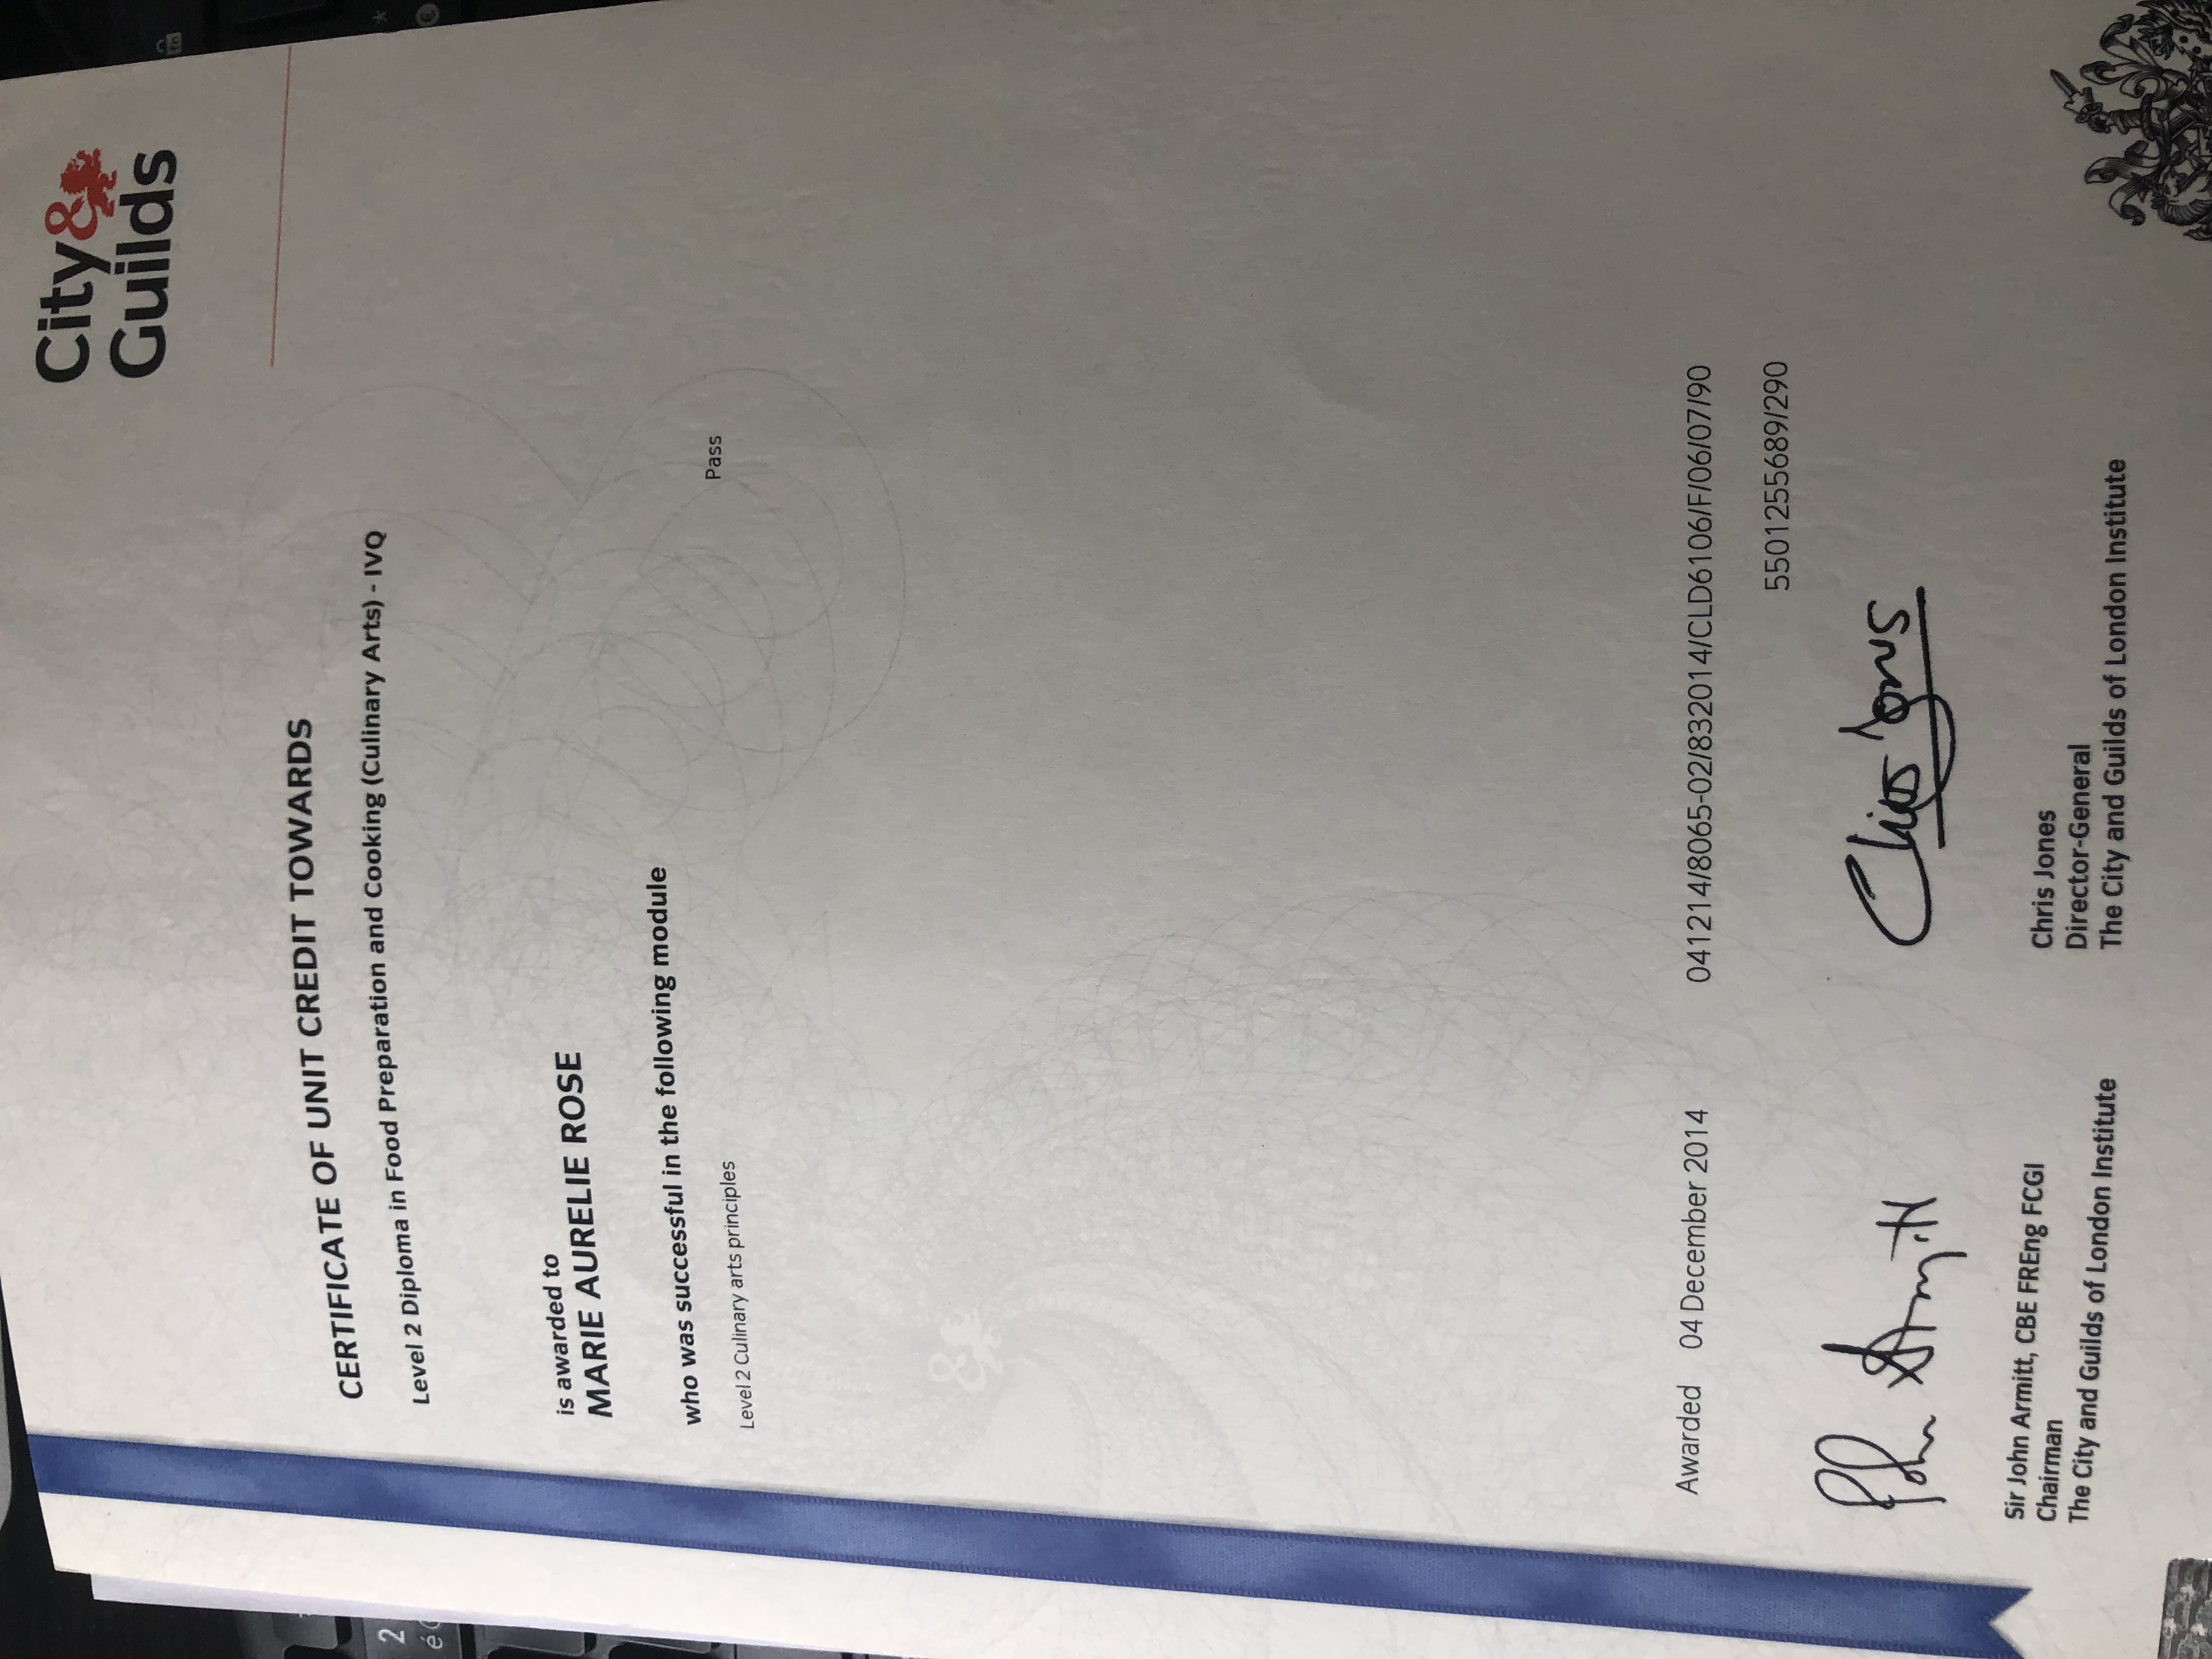 City&
Guilds
CERTIFICATE OF UNIT CREDIT TOWARDS
Level 2 Diploma in Food Preparation and Cooking (Culinary Arts) - IVQ
is awarded to
MARIE AURELIE ROSE
who was successful in the following module
Level 2 Culinary arts principles
Pass
&
Awarded 04 December 2014
041214/8065-02/832014/CLD6106/F/06/07/90
5501255689/290
John Armitt
Chris Jones
Sir John Armitt, CBE FREng FCGI
Chairman
The City and Guilds of London Institute
Chris Jones
Director-General
The City and Guilds of London Institute
2
é
fn
*
€